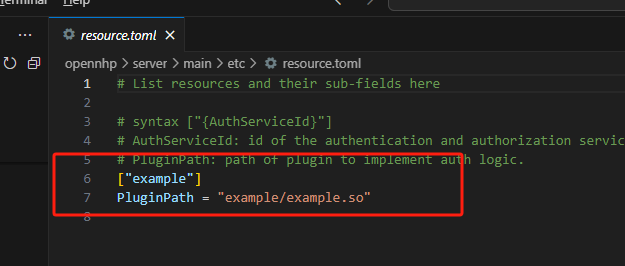 Help
resource.toml
opennhp > server > main > etc > resource.toml
1 # List resources and their sub-fields here
2
3 # syntax ["{AuthServiceId}"]
4 # AuthServiceId: id of the authentication and authorization servic
5 # PluginPath: path of plugin to implement auth logic.
6 ["example"]
7 PluginPath = "example/example.so"
8